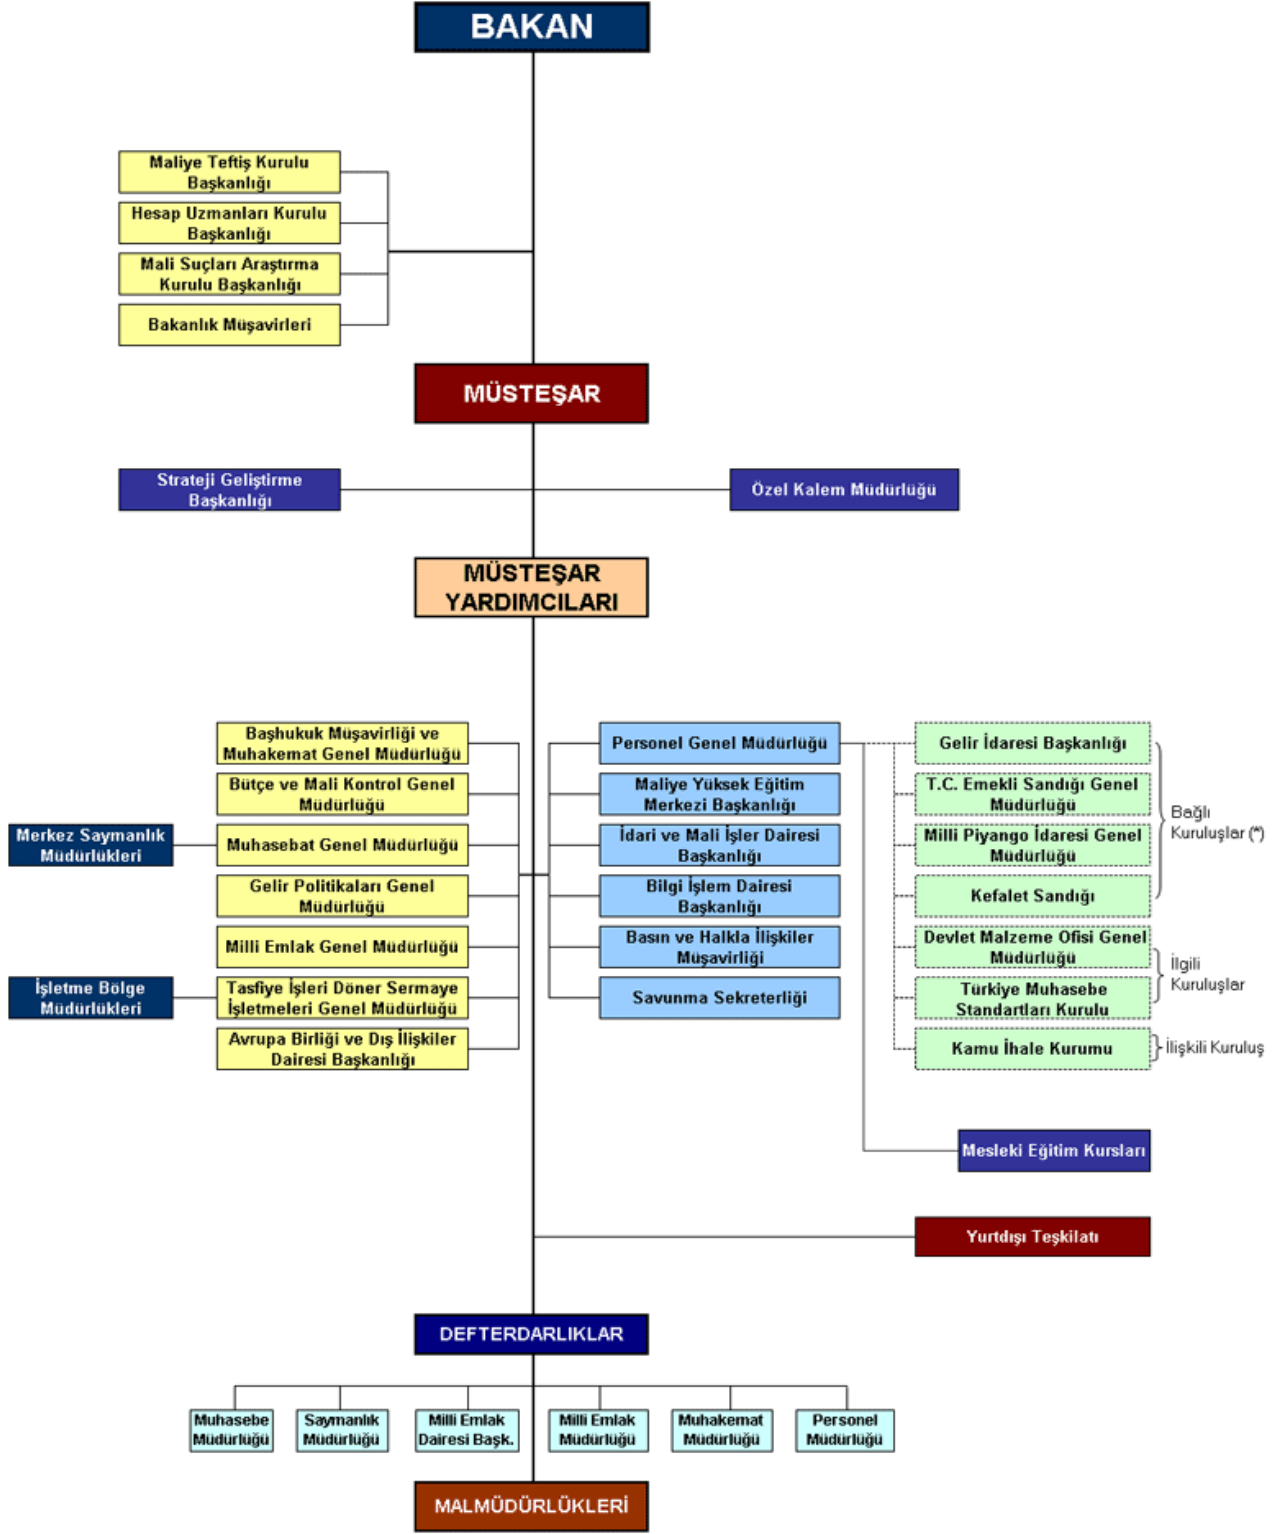 BAKAN
Maliye Teftiş Kurulu
Başkanlığı
Hesap Uzmanları Kurulu
Başkanlığı
Mali Suçları Araştırma
Kurulu Başkanlığı
Bakanlık Müşavirleri
MÜSTEŞAR
Strateji Geliştirme
Başkanlığı
Özel Kalem Müdürlüğü
MÜSTEŞAR
YARDIMCILARI
Merkez Saymanlık
Müdürlükleri
İşletme Bölge
Müdürlükleri
Başhukuk Müşavirliği ve
Muhakemat Genel Müdürlüğü
Bütçe ve Mali Kontrol Genel
Müdürlüğü
Muhasebat Genel Müdürlüğü
Gelir Politikaları Genel
Müdürlüğü
Milli Emlak Genel Müdürlüğü
Tasfiye İşleri Döner Sermaye
İşletmeleri Genel Müdürlüğü
Avrupa Birliği ve Dış İlişkiler
Dairesi Başkanlığı
Personel Genel Müdürlüğü
Maliye Yüksek Eğitim
Merkezi Başkanlığı
İdari ve Mali İşler Dairesi
Başkanlığı
Bilgi İşlem Dairesi
Başkanlığı
Basın ve Halkla İlişkiler
Müşavirliği
Savunma Sekreterliği
Gelir İdaresi Başkanlığı
T.C. Emekli Sandığı Genel
Müdürlüğü
Milli Piyango İdaresi Genel
Müdürlüğü
Kefalet Sandığı
Devlet Malzeme Ofisi Genel
Müdürlüğü
Türkiye Muhasebe
Standartları Kurulu
Kamu İhale Kurumu
Bağlı
Kuruluşlar (*)
İlgili
Kuruluşlar
İlişkili Kuruluş
Mesleki Eğitim Kursları
Yurtdışı Teşkilatı
DEFTERDARLIKLAR
Muhasebe
Müdürlüğü
Saymanlık
Müdürlüğü
Milli Emlak
Dairesi Başk.
Milli Emlak
Müdürlüğü
Muhakemat
Müdürlüğü
Personel
Müdürlüğü
MALMÜDÜRLÜKLERİ